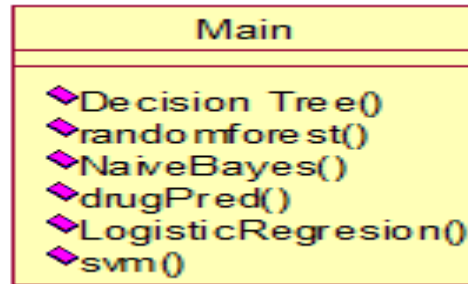 Main
Decision Tree()
randomforest()
NaiveBayes()
drugPred()
LogisticRegresion()
svm()